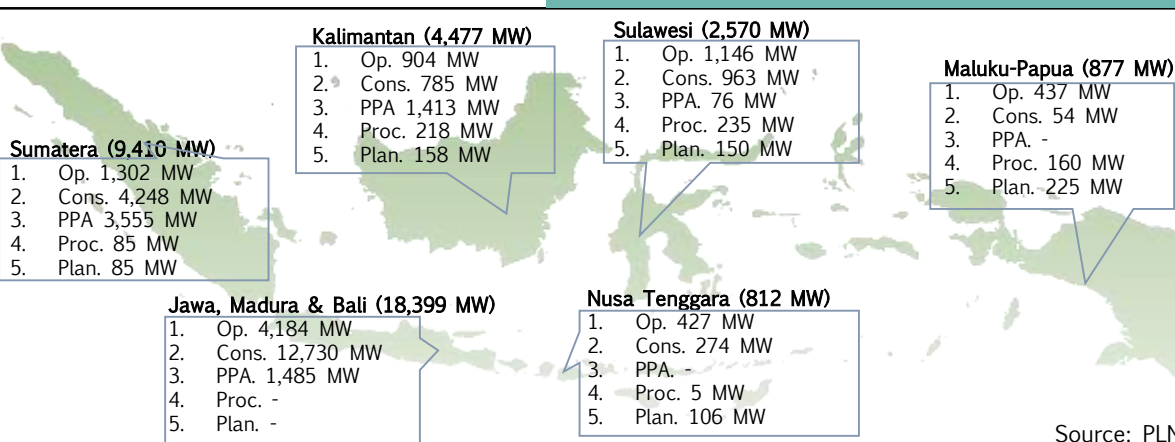 Kalimantan (4,477 MW)
1. Op. 904 MW
2. Cons. 785 MW
3. PPA 1,413 MW
4. Proc. 218 MW
5. Plan. 158 MW
Sulawesi (2,570 MW)
1. Op. 1,146 MW
2. Cons. 963 MW
3. PPA. 76 MW
4. Proc. 235 MW
5. Plan. 150 MW
Maluku-Papua (877 MW)
1. Op. 437 MW
2. Cons. 54 MW
3. PPA. -
4. Proc. 160 MW
5. Plan. 225 MW
Sumatera (9,410 MW)
1. Op. 1,302 MW
2. Cons. 4,248 MW
3. PPA 3,555 MW
4. Proc. 85 MW
5. Plan. 85 MW
Jawa, Madura & Bali (18,399 MW)
1. Op. 4,184 MW
2. Cons. 12,730 MW
3. PPA. 1,485 MW
4. Proc. -
5. Plan. -
Nusa Tenggara (812 MW)
1. Op. 427 MW
2. Cons. 274 MW
3. PPA. -
4. Proc. 5 MW
5. Plan. 106 MW
Source: PLN